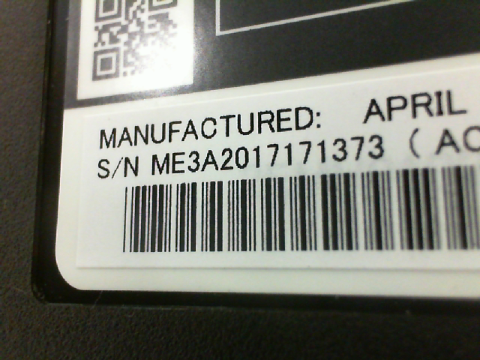 MANUFACTURED: APRIL
S/N ME3A2017171373 ( AC